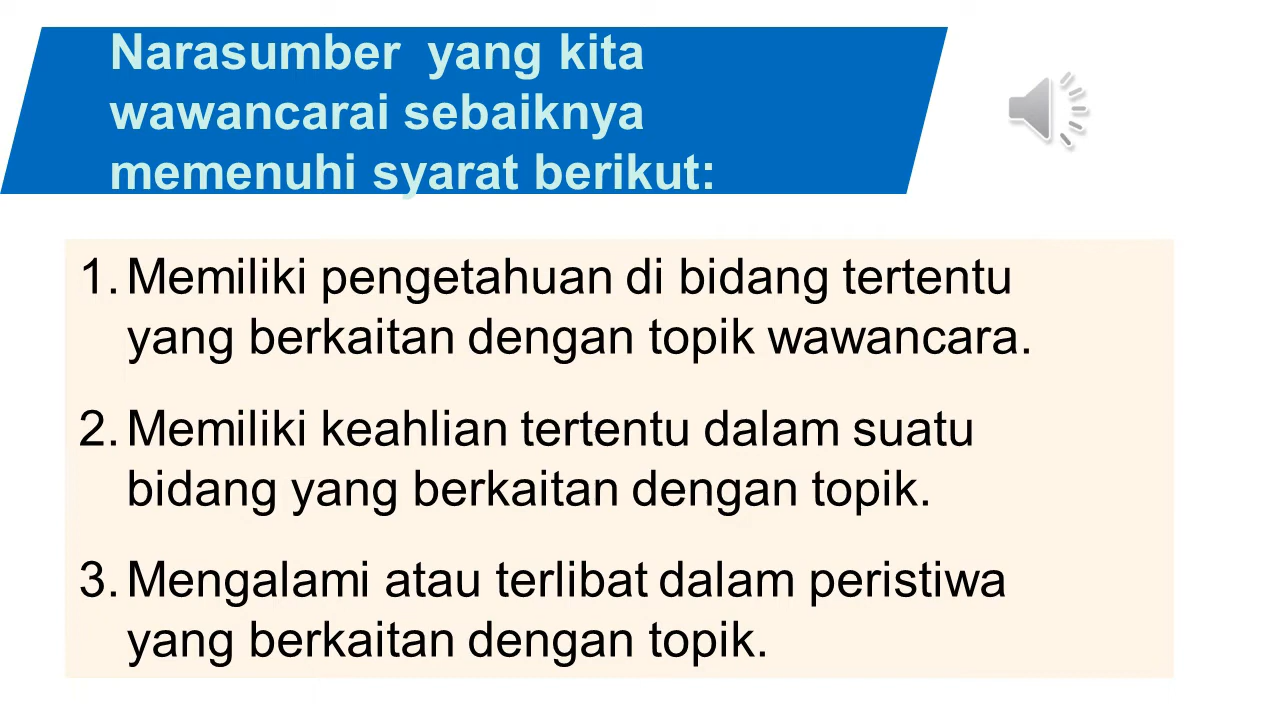 Narasumber  yang kita
wawancarai sebaiknya
memenuhi syarat berikut:
1. Memiliki pengetahuan di bidang tertentu
yang berkaitan dengan topik wawancara.
2. Memiliki keahlian tertentu dalam suatu
bidang yang berkaitan dengan topik.
3. Mengalami atau terlibat dalam peristiwa
yang berkaitan dengan topik.